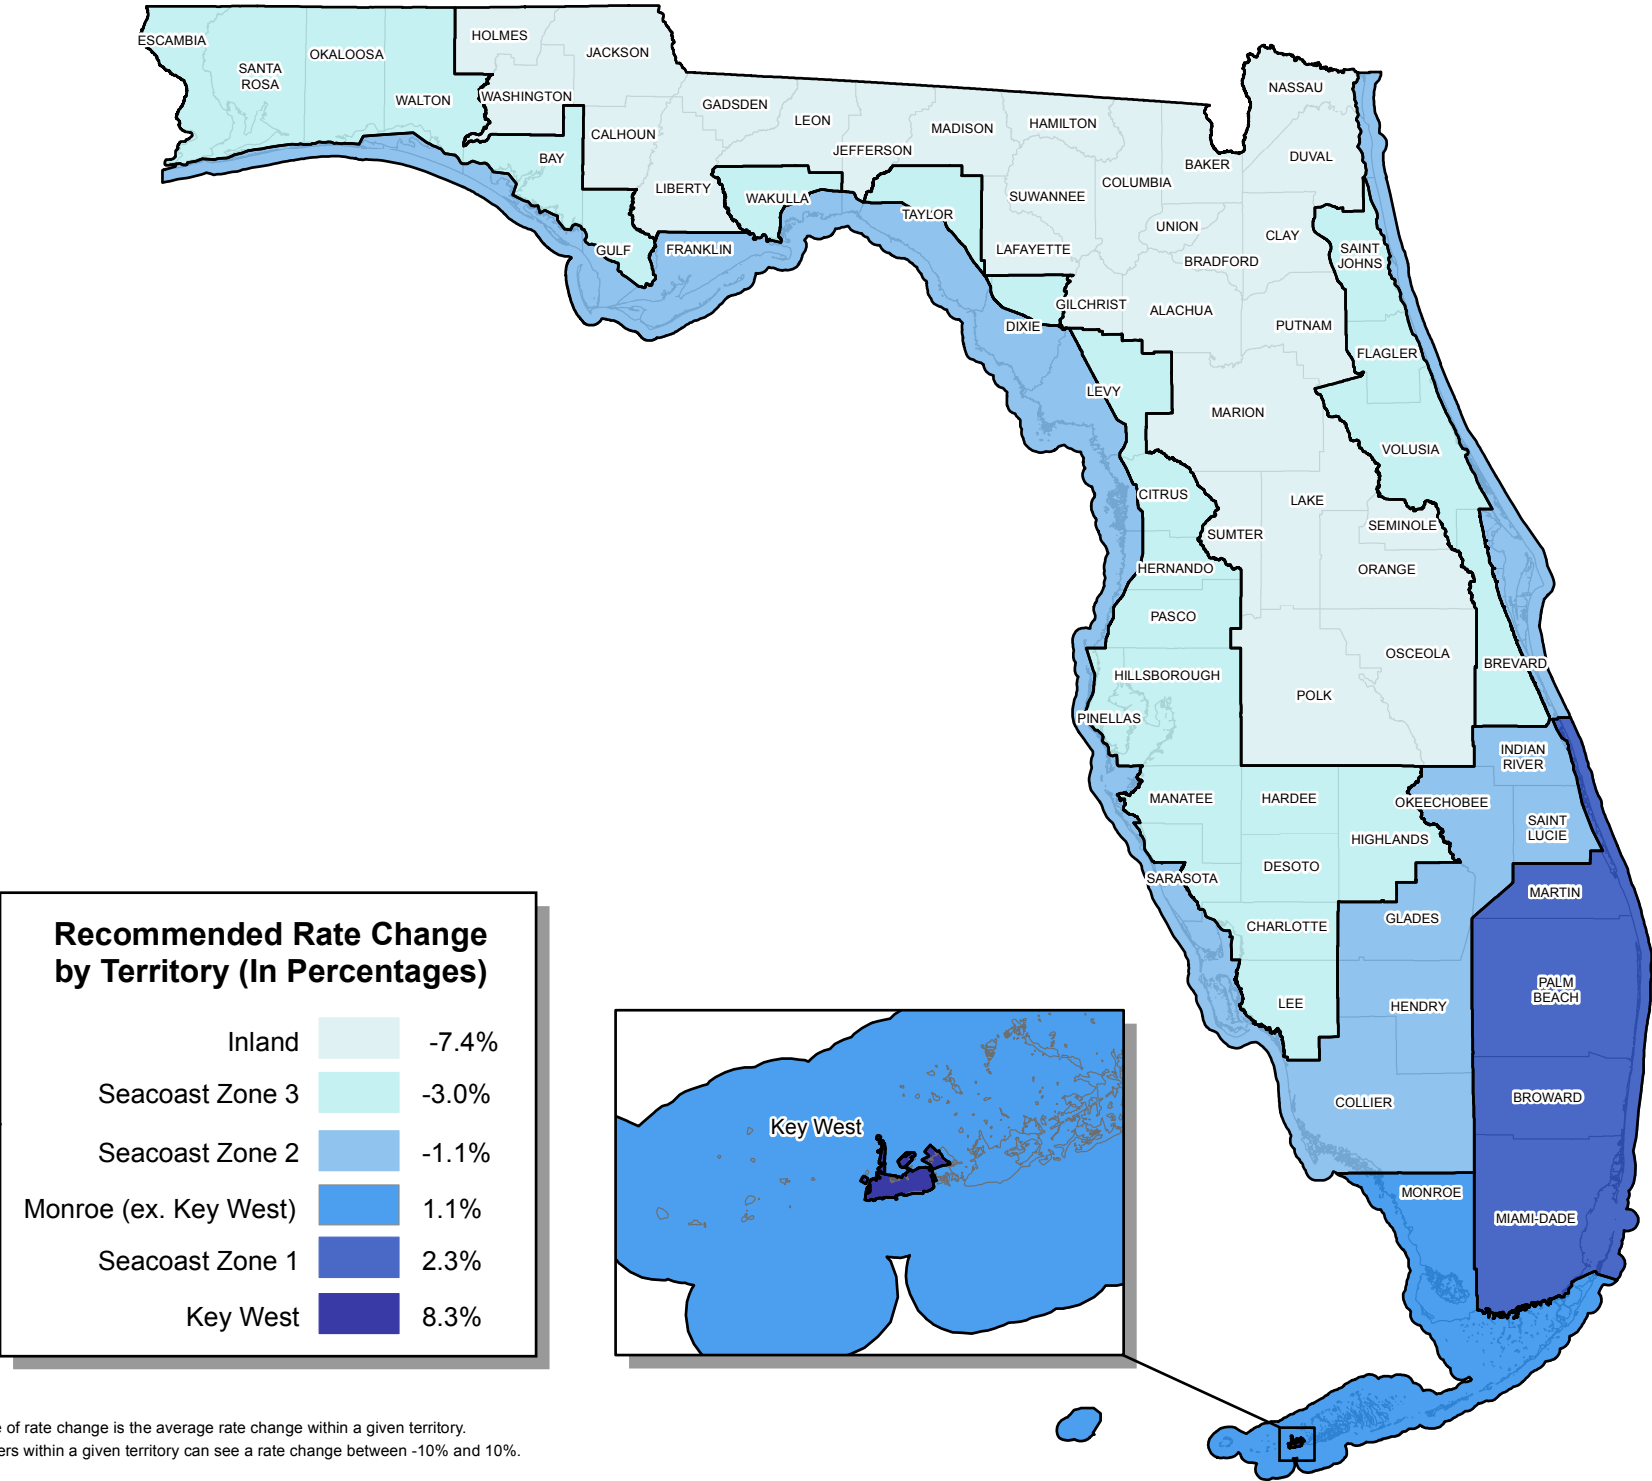 ESCAMBIA
SANTA
ROSA
OKALOOSA
WALTON
HOLMES
JACKSON
WASHINGTON
BAY
CALHOUN
GULF
GADSDEN
LEON
LIBERTY
FRANKLIN
WAKULLA
JEFFERSON
MADISON
TAYLOR
HAMILTON
SUWANNEE
LAFAYETTE
COLUMBIA
BAKER
NASSAU
DUVAL
UNION
BRADFORD
CLAY
SAINT
JOHNS
GILCHRIST
DIXIE
ALACHUA
PUTNAM
FLAGLER
LEVY
MARION
VOLUSIA
CITRUS
LAKE
SUMTER
SEMINOLE
HERNANDO
ORANGE
PASCO
OSCEOLA
BREVARD
HILLSBOROUGH
POLK
PINELLAS
INDIAN
RIVER
MANATEE
HARDEE
OKEECHOBEE
SAINT
LUCIE
HIGHLANDS
SARASOTA
DESOTO
MARTIN
CHARLOTTE
GLADES
LEE
HENDRY
PALM
BEACH
COLLIER
BROWARD
MONROE
MIAMI-DADE
Key West
Recommended Rate Change
by Territory (In Percentages)
Inland -7.4%
Seacoast Zone 3 -3.0%
Seacoast Zone 2 -1.1%
Monroe (ex. Key West) 1.1%
Seacoast Zone 1 2.3%
Key West 8.3%
of rate change is the average rate change within a given territory.
ers within a given territory can see a rate change between -10% and 10%.